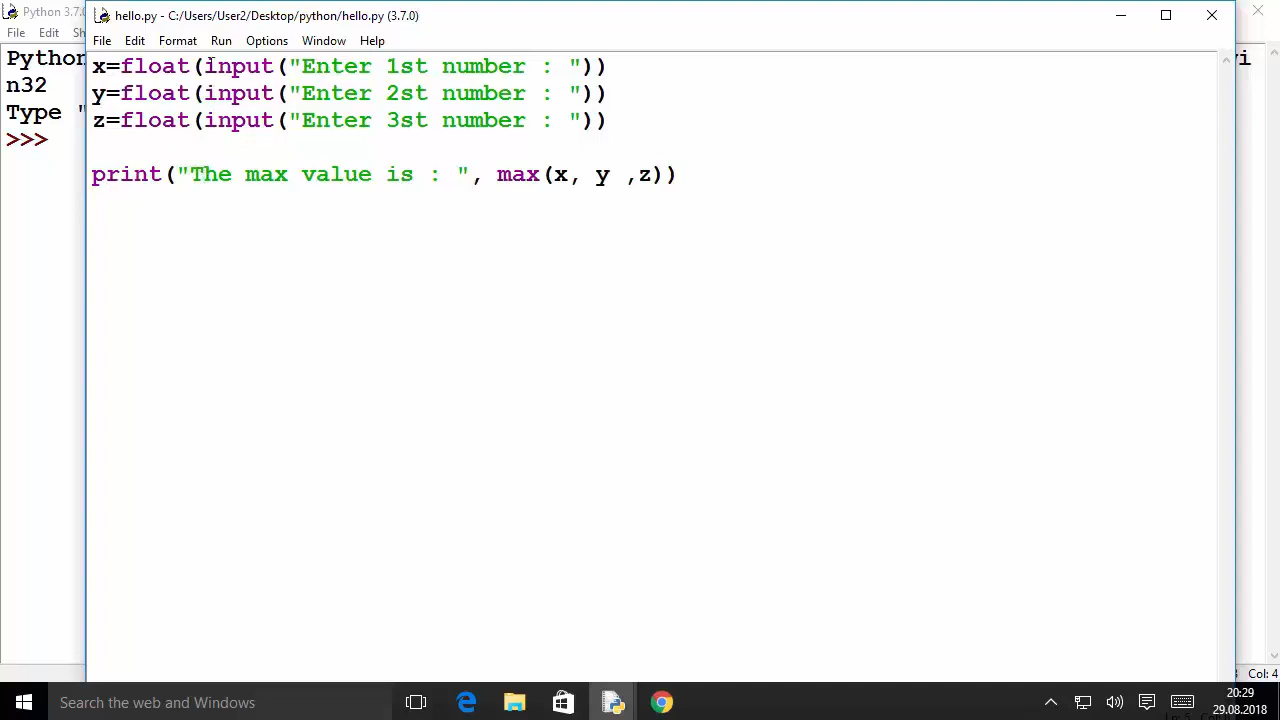 Python 3.7.0
File Edit Sh
Python
n32
Type "
>>>
hello.py - C:/Users/User2/Desktop/python/hello.py (3.7.0)
File Edit Format Run Options Window Help
x=float(input("Enter 1st number : "))
y=float(input("Enter 2st number : "))
z=float(input("Enter 3st number : "))
print("The max value is : ", max(x, y ,z))
Col: 4
Search the web and Windows
20:29
29.08.2018